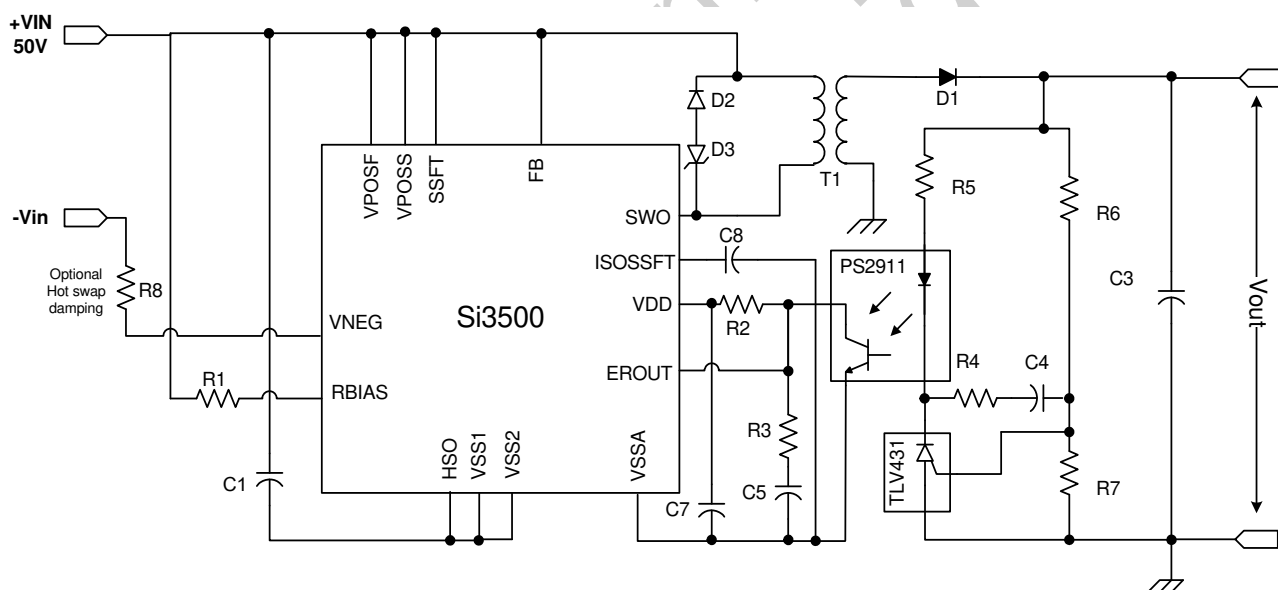 +VIN
50V
-Vin
Optional
Hot swap
damping
R8
R1
C1
VPOSF
VPOSS
SSFT
FB
VNEG
RBIAS
Si3500
SWO
ISOSSFT
VDD
EROUT
HSO
VSS1
VSS2
VSSA
D2
D3
T1
D1
C8
R2
R3
C5
C7
PS2911
R5
R6
R4
C4
TLV431
R7
C3
Vout